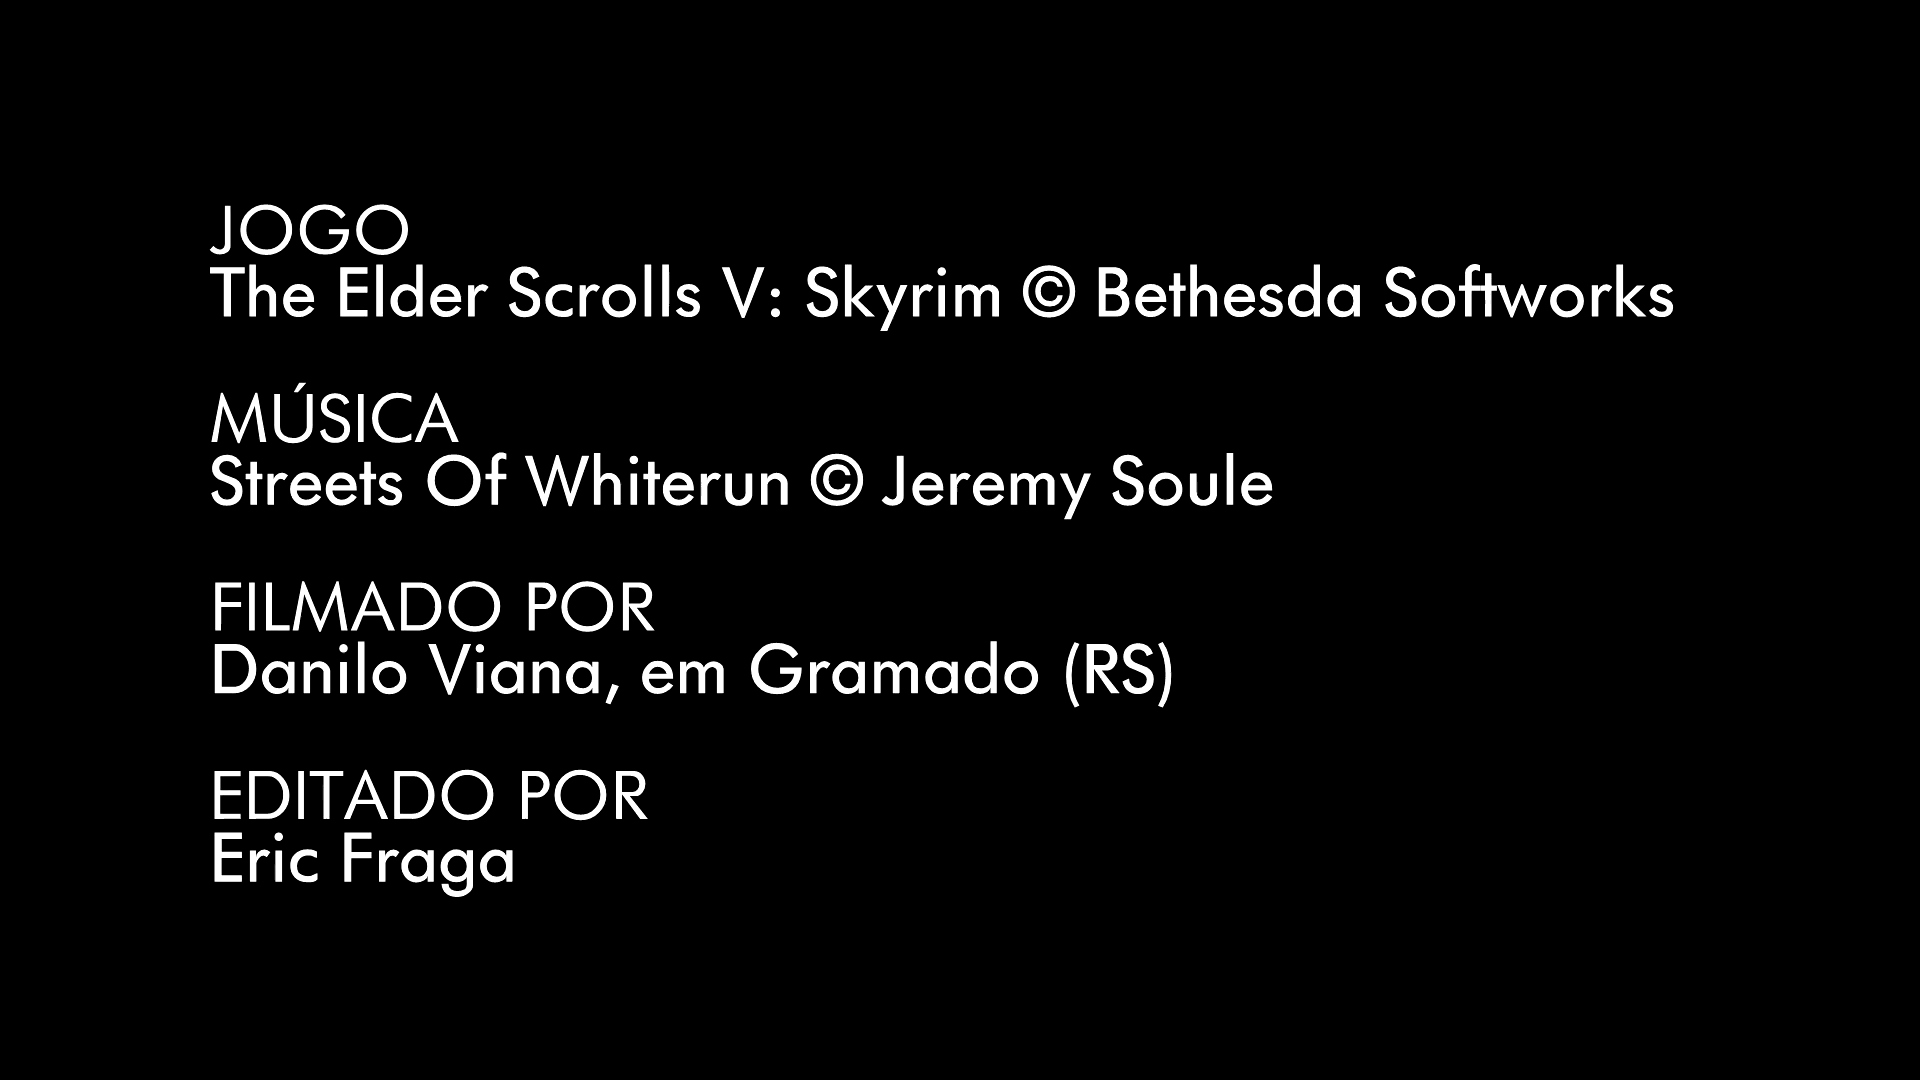 JOGO
The Elder Scrolls V: Skyrim © Bethesda Softworks
MÚSICA
Streets Of Whiterun © Jeremy Soule
FILMADO POR
Danilo Viana, em Gramado (RS)
EDITADO POR
Eric Fraga